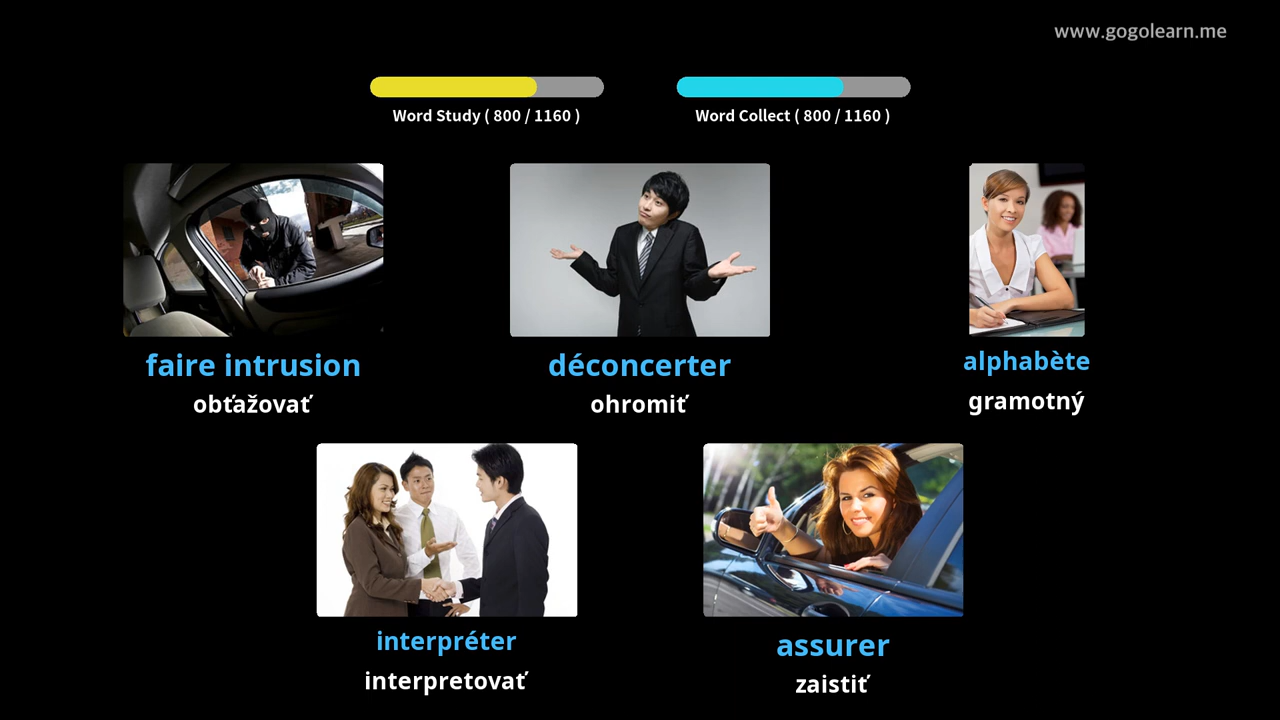 www.gogolearn.me
Word Study ( 800 / 1160 )
Word Collect ( 800 / 1160 )
faire intrusion
obťažovať
déconcerter
ohromiť
alphabète
gramotný
interpréter
interpretovať
assurer
zaistiť